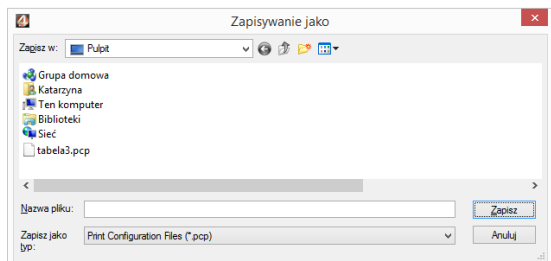 Zapisywanie jako
Zapisz w: Pulpit
Grupa domowa
Katarzyna
Ten komputer
Biblioteki
Sieć
tabela3.pcp
Nazwa pliku:
Zapisz
Zapisz jako typ: Print Configuration Files (*.pcp)
Anuluj